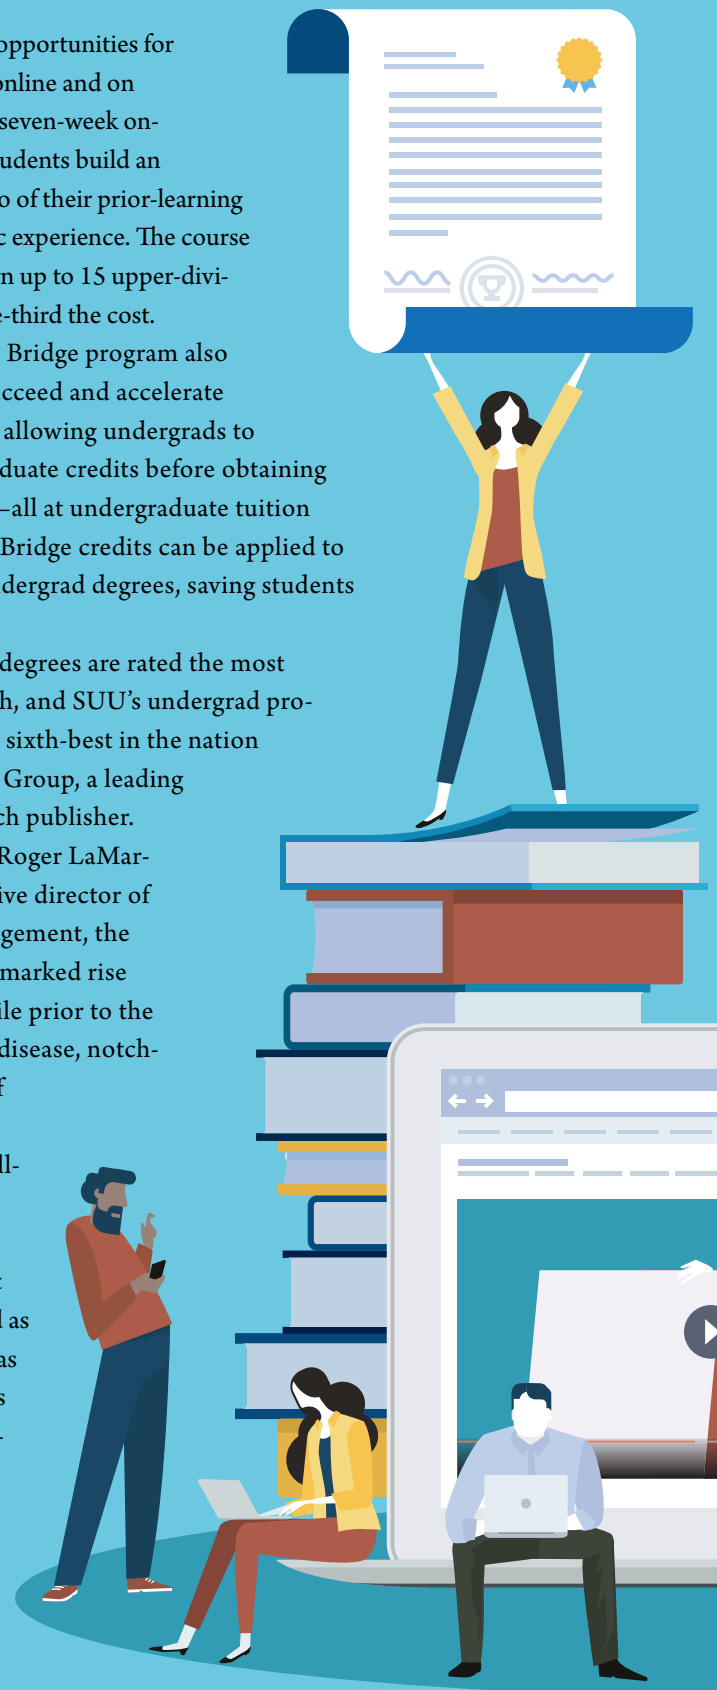 opportunities for
online and on
seven-week on-
udents build an
o of their prior-learning
c experience. The course
n up to 15 upper-divi-
e-third the cost.
Bridge program also
cceed and accelerate
allowing undergrads to
duate credits before obtaining
–all at undergraduate tuition
Bridge credits can be applied to
dergrad degrees, saving students
degrees are rated the most
h, and SUU’s undergrad pro-
sixth-best in the nation
Group, a leading
ch publisher.
Roger LaMar-
ive director of
gement, the
marked rise
ile prior to the
disease, notch-
f
ll-
t
l as
as
s
-